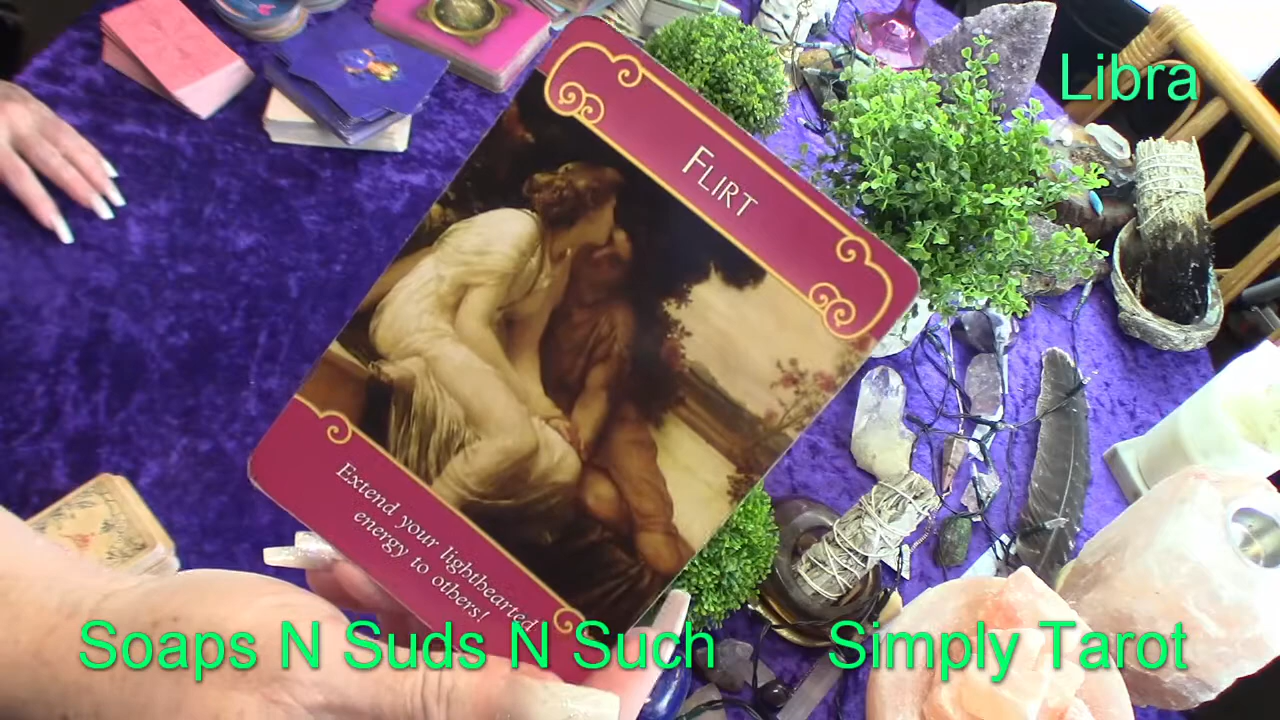 Libra
FLIRT
Extend your lighthearted
energy to others!
Soaps N Suds N Such
Simply Tarot